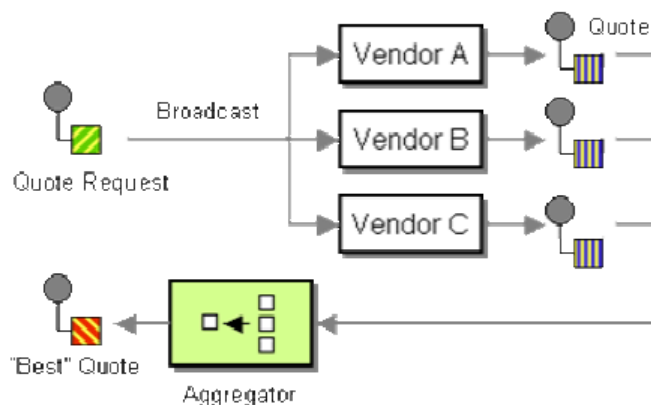 Vendor A
Quote
Broadcast
Vendor B
Quote Request
Vendor C
"Best" Quote
Aggregator